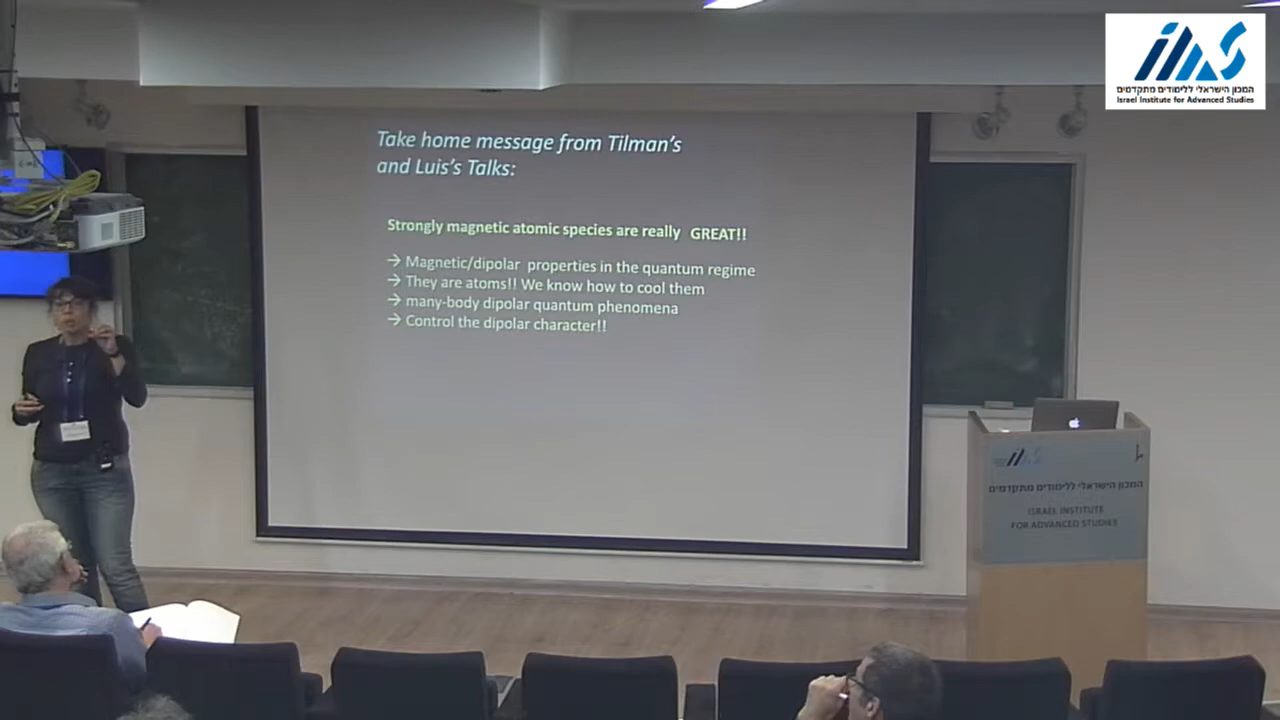 המכון הישראלי ללימודים מתקדמים
Israel Institute for Advanced Studies
Take home message from Tilman's
and Luis's Talks:
Strongly magnetic atomic species are really GREAT!!
→ Magnetic/dipolar properties in the quantum regime
→ They are atoms!! We know how to cool them
→ many-body dipolar quantum phenomena
→ Control the dipolar character!!
המכון הישראלי ללימודים מתקדמים
ISRAEL INSTITUTE
FOR ADVANCED STUDIES